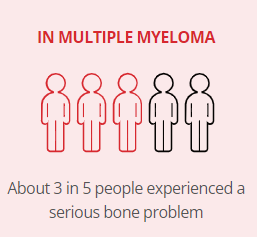 IN MULTIPLE MYELOMA
About 3 in 5 people experienced a
serious bone problem